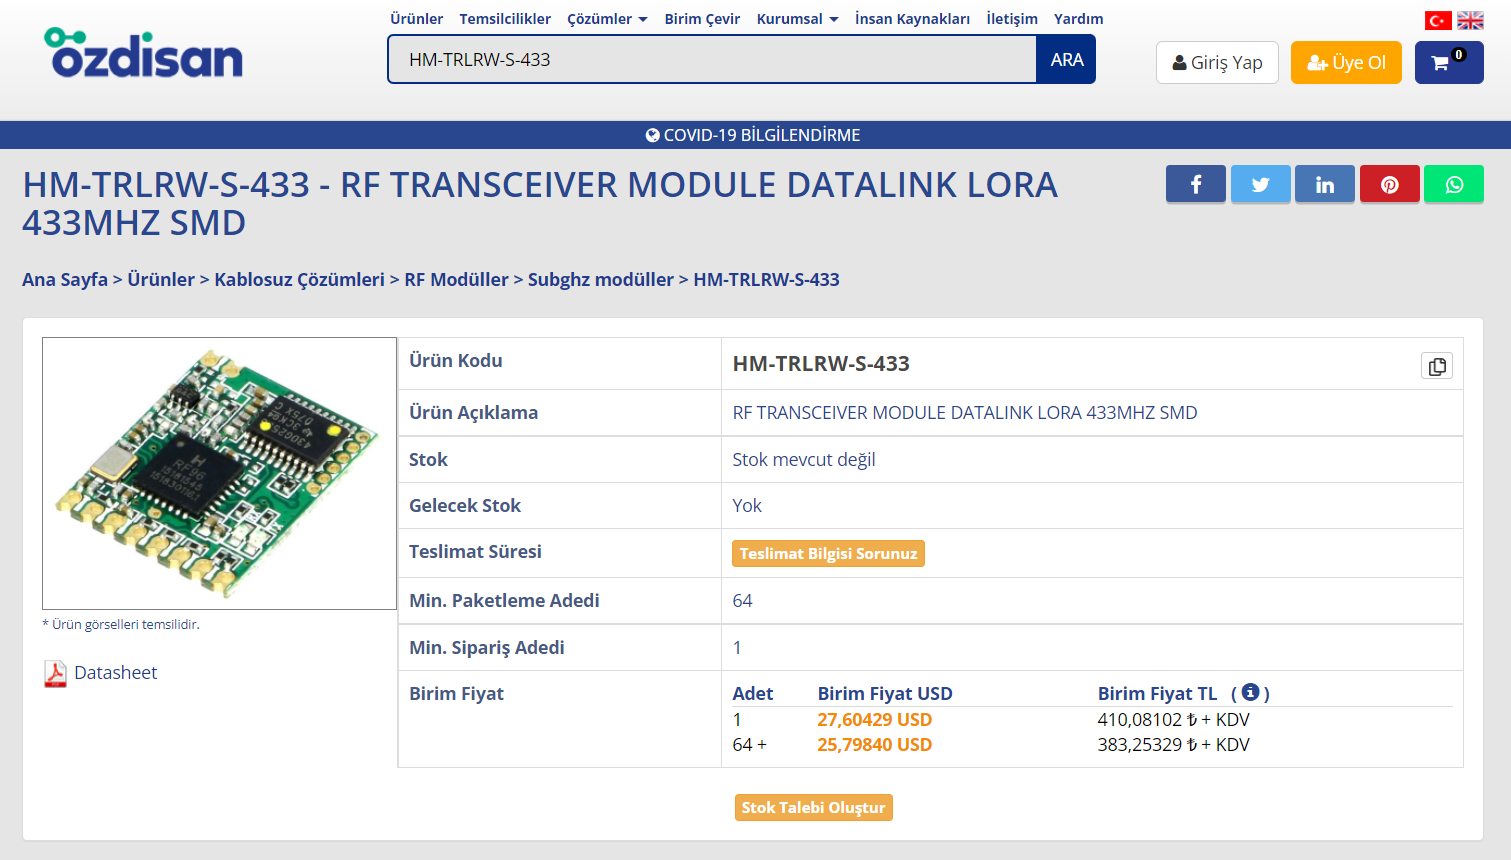 Ürünler Temsilcilikler Çözümler Birim Çevir Kurumsal İnsan Kaynakları İletişim Yardım
özdisan
HM-TRLRW-S-433 ARA
Giriş Yap Üye Ol 0
COVID-19 BİLGİLENDİRME
HM-TRLRW-S-433 - RF TRANSCEIVER MODULE DATALINK LORA
433MHZ SMD
Ana Sayfa > Ürünler > Kablosuz Çözümleri > RF Modüller > Subghz modüller > HM-TRLRW-S-433
H
RF96
Ürün Kodu HM-TRLRW-S-433
Ürün Açıklama RF TRANSCEIVER MODULE DATALINK LORA 433MHZ SMD
Stok Stok mevcut değil
Gelecek Stok Yok
Teslimat Süresi Teslimat Bilgisi Sorunuz
Min. Paketleme Adedi 64
* Ürün görselleri temsilidir.
Min. Sipariş Adedi 1
Datasheet
Birim Fiyat Adet Birim Fiyat USD Birim Fiyat TL ( i )
1 27,60429 USD 410,08102 ₺ + KDV
64 + 25,79840 USD 383,25329 ₺ + KDV
Stok Talebi Oluştur